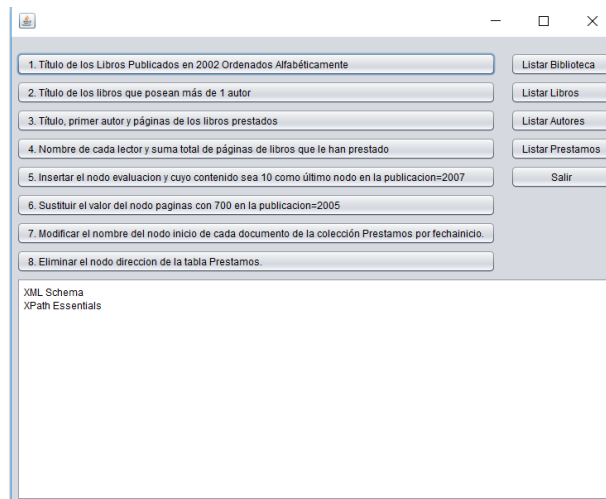 1. Título de los Libros Publicados en 2002 Ordenados Alfabéticamente
Listar Biblioteca
2. Título de los libros que posean más de 1 autor
Listar Libros
3. Título, primer autor y páginas de los libros prestados
Listar Autores
4. Nombre de cada lector y suma total de páginas de libros que le han prestado
Listar Prestamos
5. Insertar el nodo evaluacion y cuyo contenido sea 10 como último nodo en la publicacion=2007
Salir
6. Sustituir el valor del nodo paginas con 700 en la publicacion=2005
7. Modificar el nombre del nodo inicio de cada documento de la colección Prestamos por fechainicio.
8. Eliminar el nodo direccion de la tabla Prestamos.
XML Schema
XPath Essentials